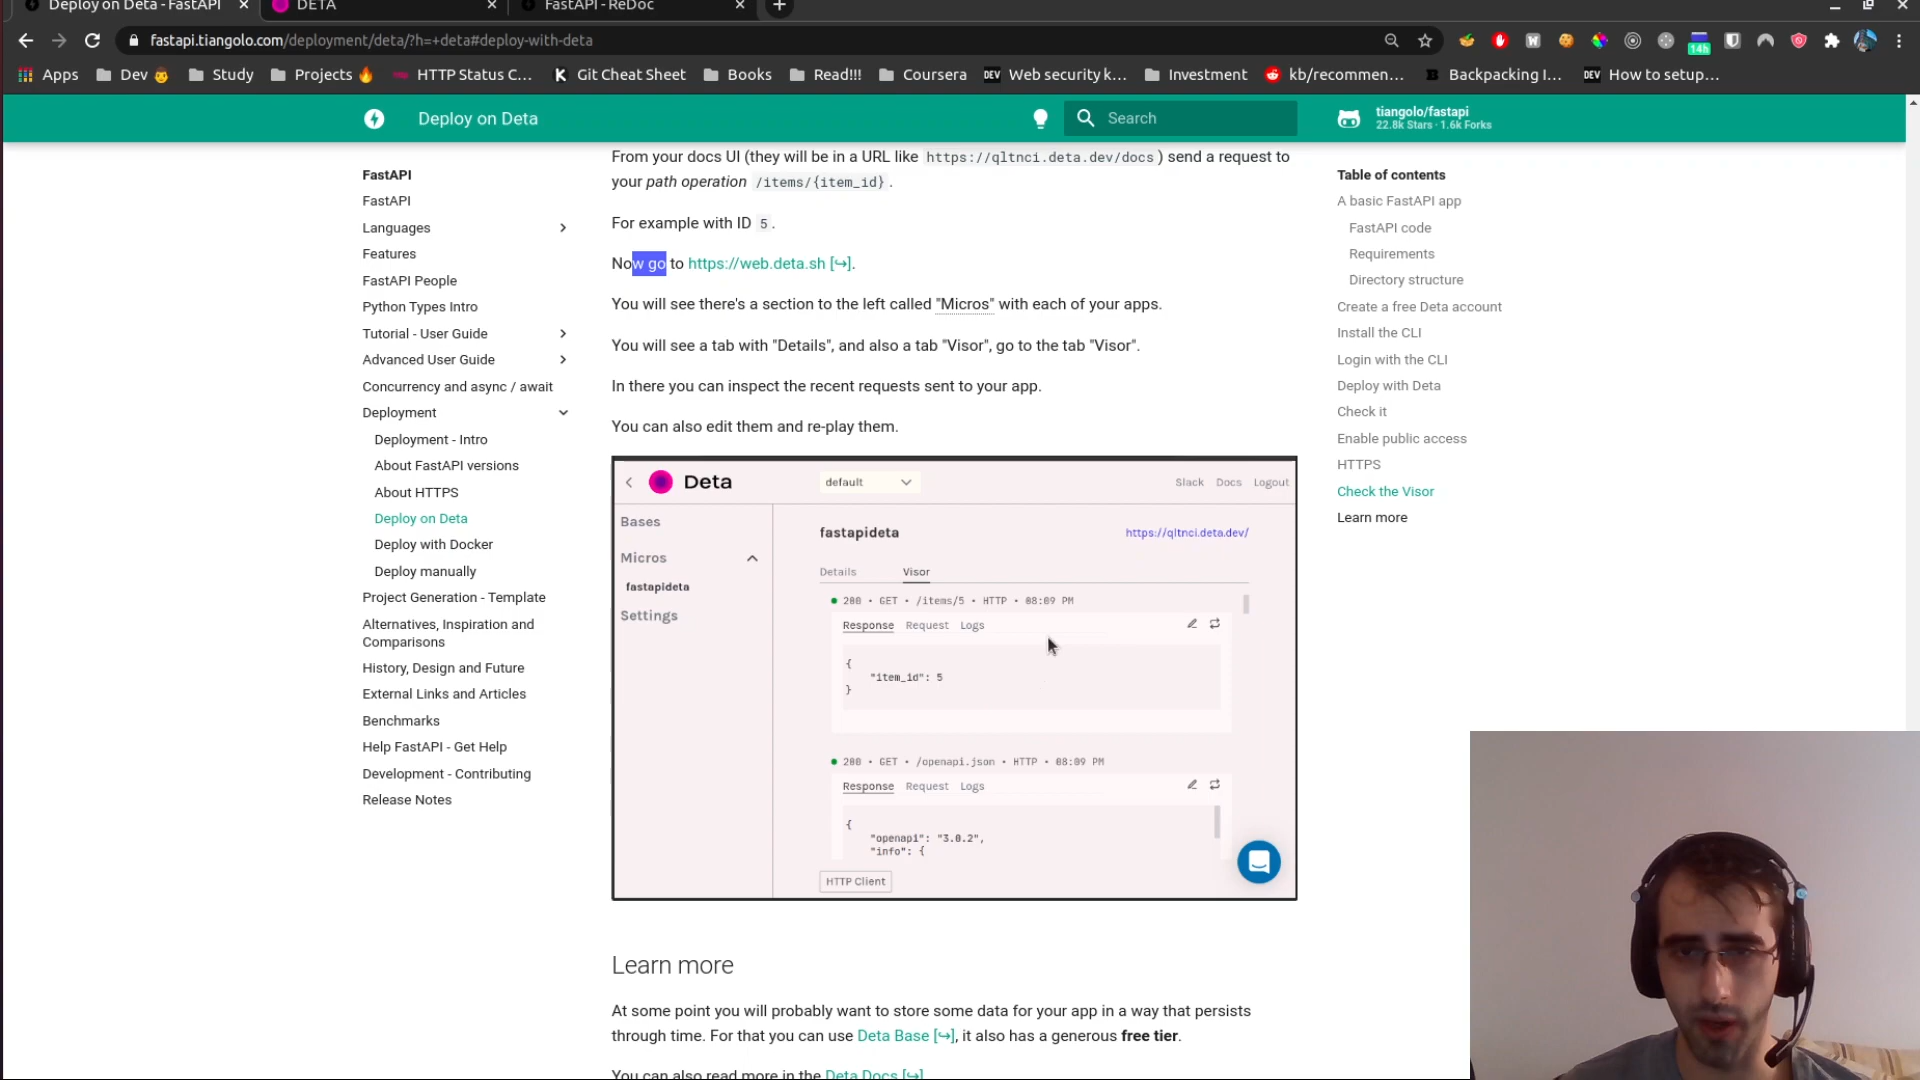 Deploy on Deta - FastAPI
DETA
FastAPI - ReDoc
fastapi.tiangolo.com/deployment/deta/?h=+deta#deploy-with-deta
14h
Apps
Dev
Study
Projects
HTTP Status C...
K Git Cheat Sheet
Books
Read!!!
Coursera
DEV Web security k...
Investment
kb/recommen...
B Backpacking I...
DEV How to setup...
Deploy on Deta
Search
tiangolo/fastapi
22.8k Stars · 1.6k Forks
FastAPI
FastAPI
Languages
Features
FastAPI People
Python Types Intro
Tutorial - User Guide
Advanced User Guide
Concurrency and async / await
Deployment
Deployment - Intro
About FastAPI versions
About HTTPS
Deploy on Deta
Deploy with Docker
Deploy manually
Project Generation - Template
Alternatives, Inspiration and
Comparisons
History, Design and Future
External Links and Articles
Benchmarks
Help FastAPI - Get Help
Development - Contributing
Release Notes
From your docs UI (they will be in a URL like https://qltnci.deta.dev/docs ) send a request to
your path operation /items/{item_id} .
For example with ID 5 .
Now go to https://web.deta.sh [↪].
You will see there's a section to the left called "Micros" with each of your apps.
You will see a tab with "Details", and also a tab "Visor", go to the tab "Visor".
In there you can inspect the recent requests sent to your app.
You can also edit them and re-play them.
Deta
default
Slack Docs Logout
Bases
Micros
fastapideta
Settings
fastapideta
https://qltnci.deta.dev/
Details Visor
200 • GET • /items/5 • HTTP • 08:09 PM
Response Request Logs
{
"item_id": 5
}
200 • GET • /openapi.json • HTTP • 08:09 PM
Response Request Logs
{
"openapi": "3.0.2",
"info": {
HTTP Client
Learn more
At some point you will probably want to store some data for your app in a way that persists
through time. For that you can use Deta Base [↪], it also has a generous free tier.
You can also read more in the Deta Docs [↪]
Table of contents
A basic FastAPI app
FastAPI code
Requirements
Directory structure
Create a free Deta account
Install the CLI
Login with the CLI
Deploy with Deta
Check it
Enable public access
HTTPS
Check the Visor
Learn more